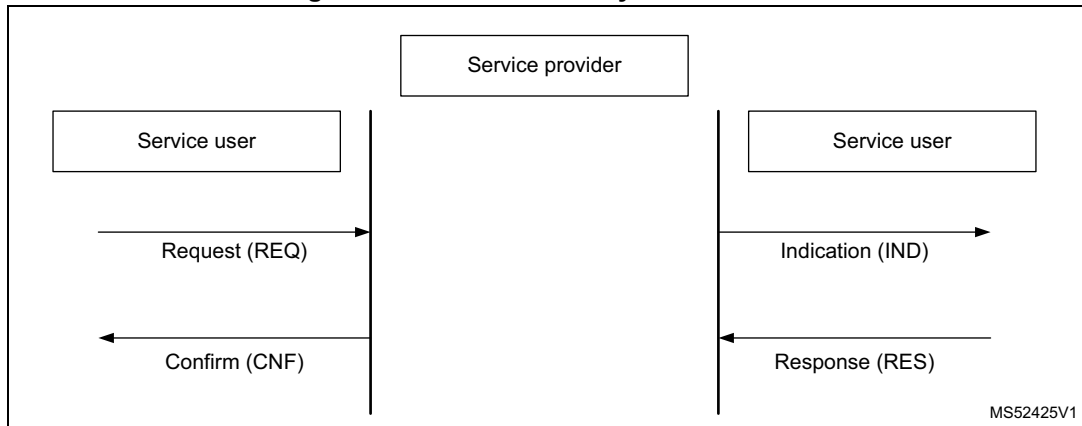 Service provider
Service user
Service user
Request (REQ)
Indication (IND)
Confirm (CNF)
Response (RES)
MS52425V1